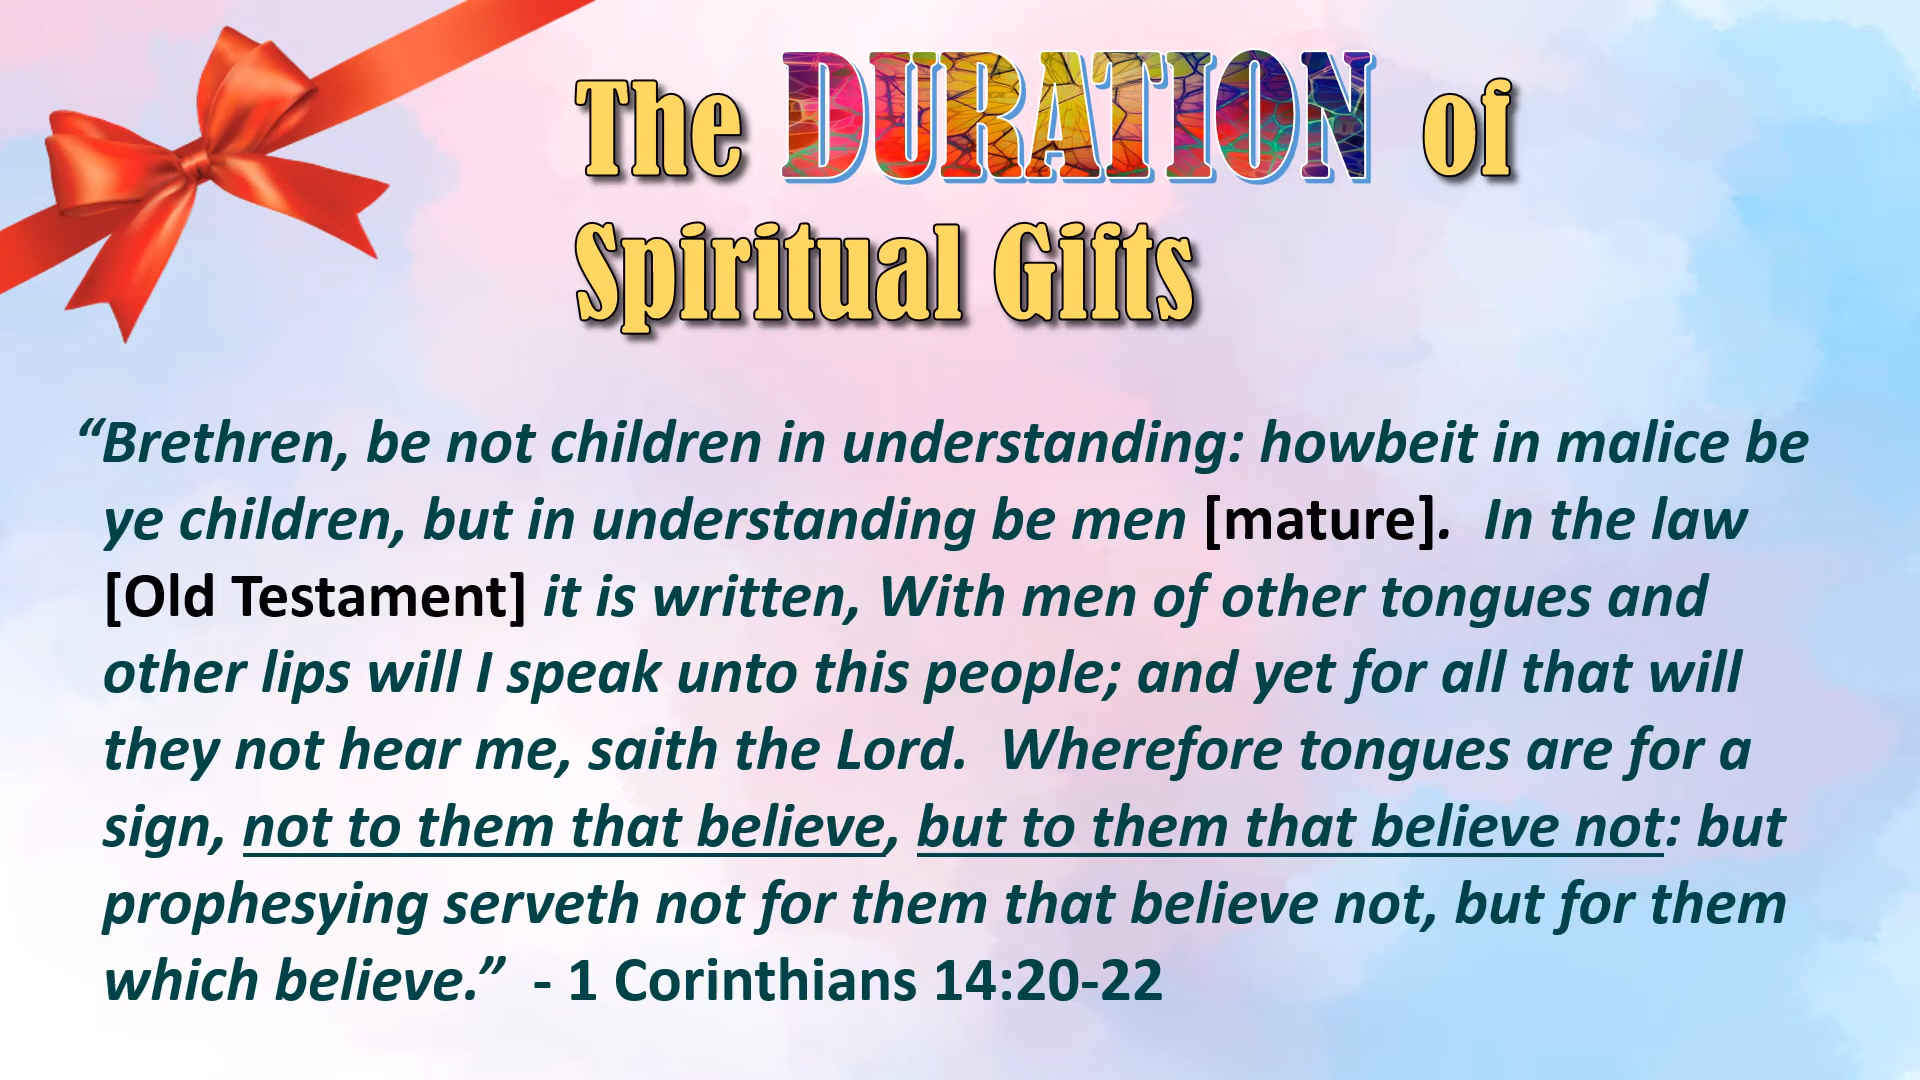 The DURATION of
Spiritual Gifts
“Brethren, be not children in understanding: howbeit in malice be
ye children, but in understanding be men [mature].  In the law
[Old Testament] it is written, With men of other tongues and
other lips will I speak unto this people; and yet for all that will
they not hear me, saith the Lord.  Wherefore tongues are for a
sign, not to them that believe, but to them that believe not: but
prophesying serveth not for them that believe not, but for them
which believe.”  - 1 Corinthians 14:20-22